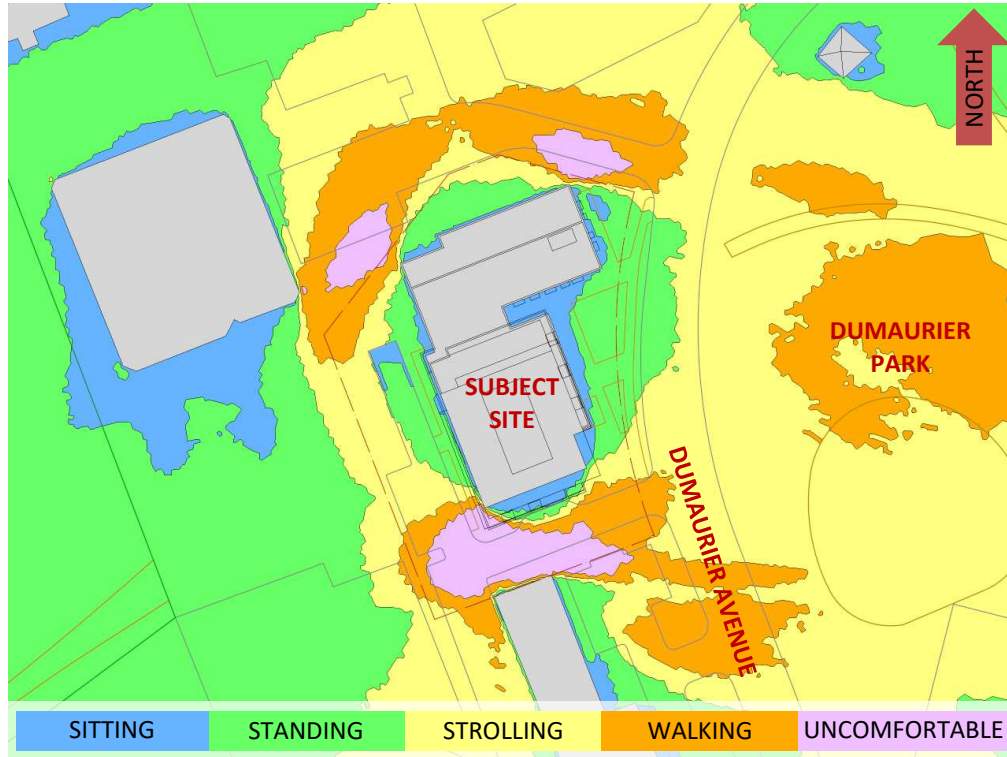 NORTH
DUMAURIER
PARK
SUBJECT
SITE
DUMAURIER AVENUE
SITTING
STANDING
STROLLING
WALKING
UNCOMFORTABLE